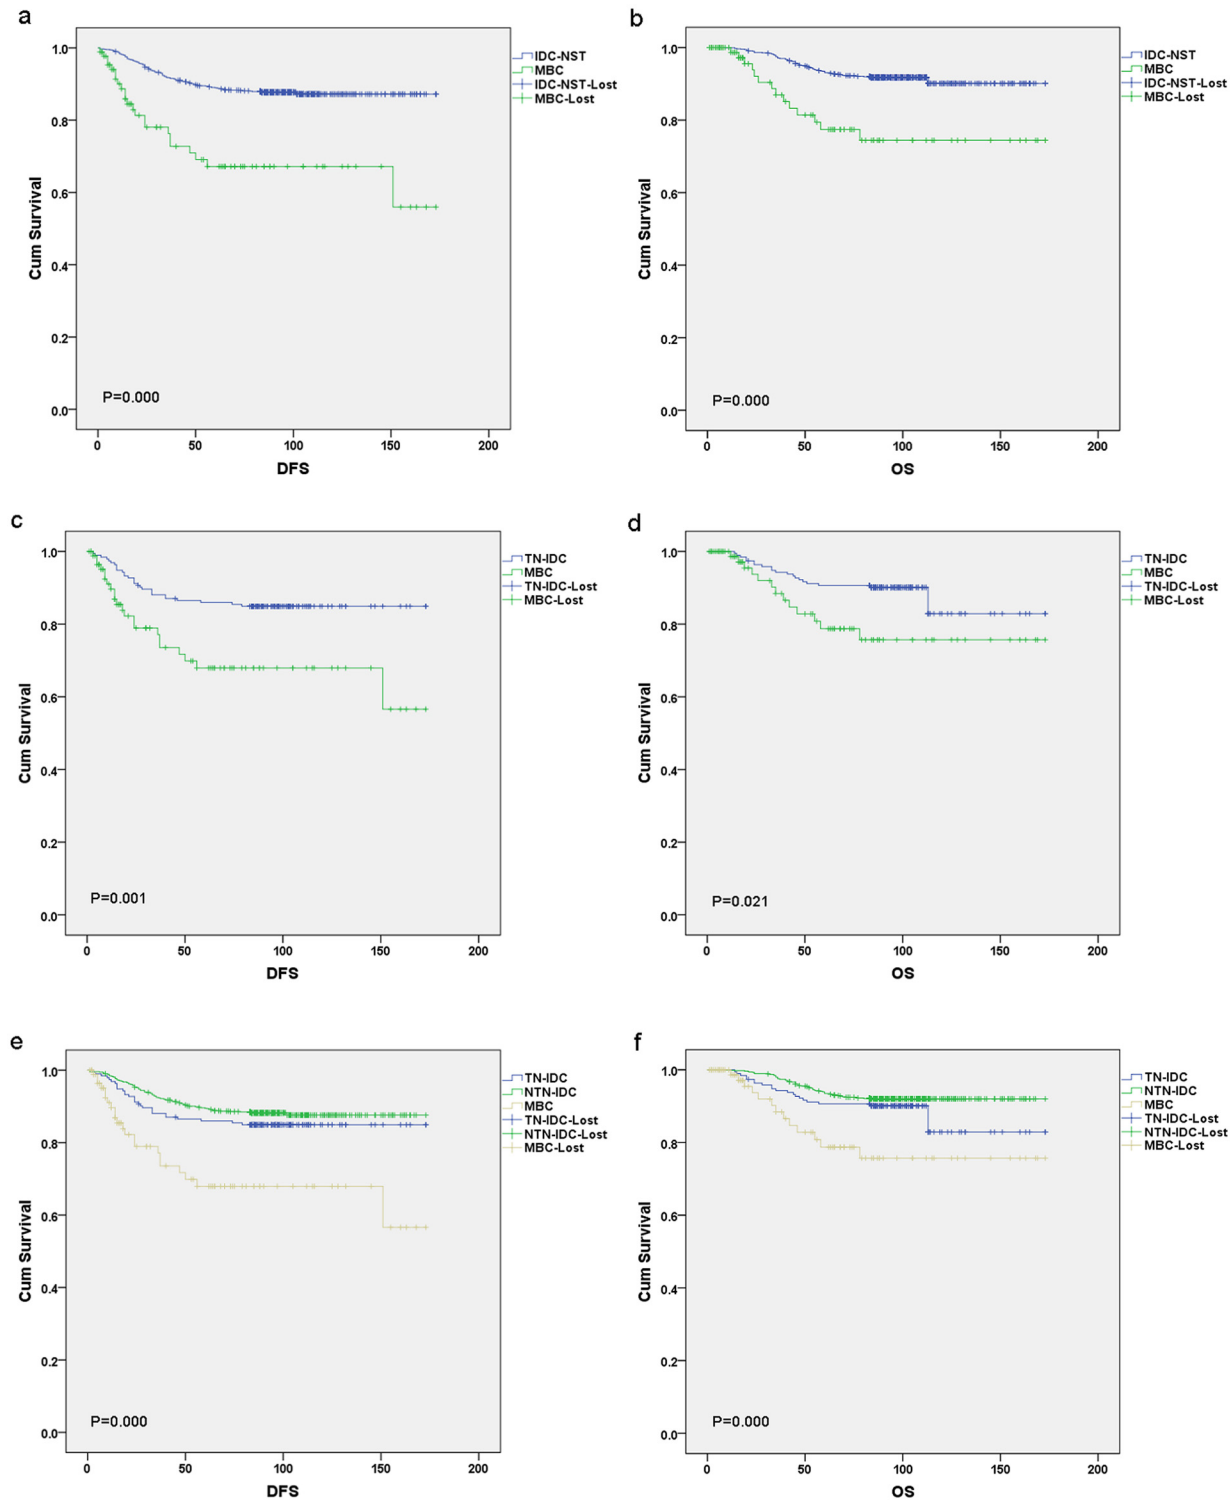 a
1.0
0.8
0.6
0.4
0.2
0.0
Cum Survival
P=0.000
0 50 100 150 200
DFS
IDC-NST
MBC
IDC-NST-Lost
MBC-Lost
b
1.0
0.8
0.6
0.4
0.2
0.0
Cum Survival
P=0.000
0 50 100 150 200
OS
IDC-NST
MBC
IDC-NST-Lost
MBC-Lost
c
1.0
0.8
0.6
0.4
0.2
0.0
Cum Survival
P=0.001
0 50 100 150 200
DFS
TN-IDC
MBC
TN-IDC-Lost
MBC-Lost
d
1.0
0.8
0.6
0.4
0.2
0.0
Cum Survival
P=0.021
0 50 100 150 200
OS
TN-IDC
MBC
TN-IDC-Lost
MBC-Lost
e
1.0
0.8
0.6
0.4
0.2
0.0
Cum Survival
P=0.000
0 50 100 150 200
DFS
TN-IDC
NTN-IDC
MBC
TN-IDC-Lost
NTN-IDC-Lost
MBC-Lost
f
1.0
0.8
0.6
0.4
0.2
0.0
Cum Survival
P=0.000
0 50 100 150 200
OS
TN-IDC
NTN-IDC
MBC
TN-IDC-Lost
NTN-IDC-Lost
MBC-Lost